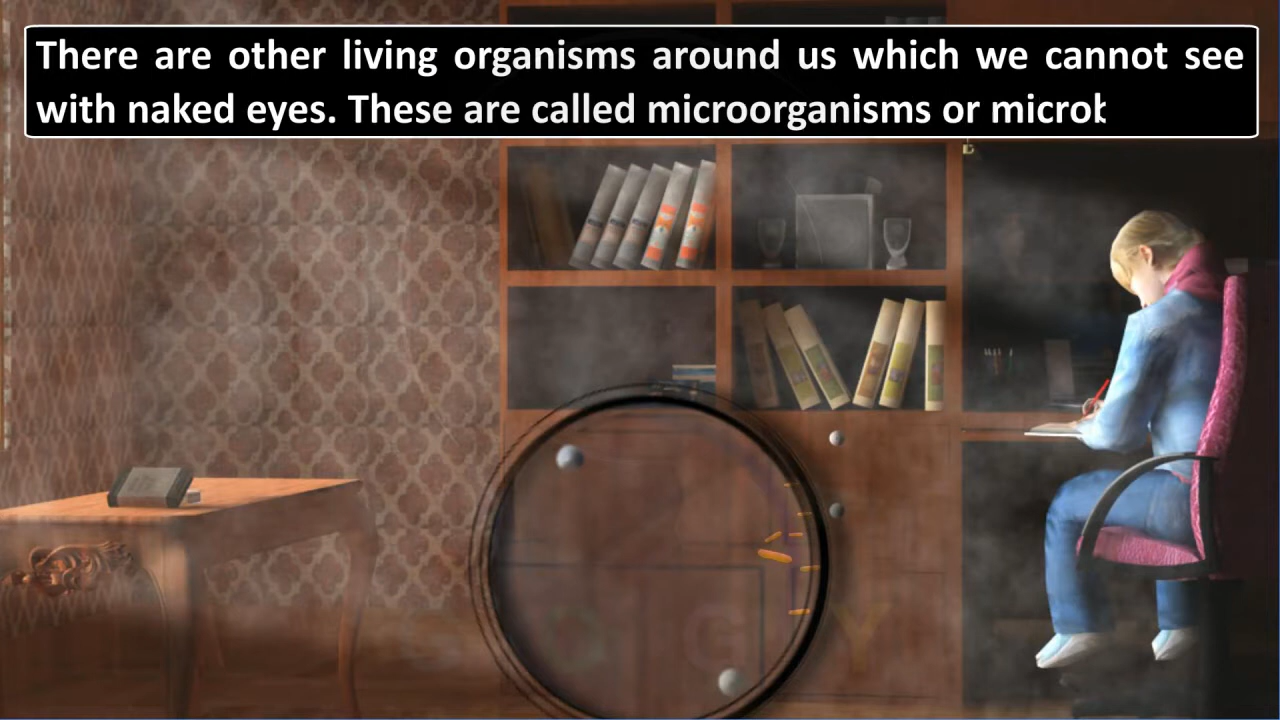 There are other living organisms around us which we cannot see
with naked eyes. These are called microorganisms or microb